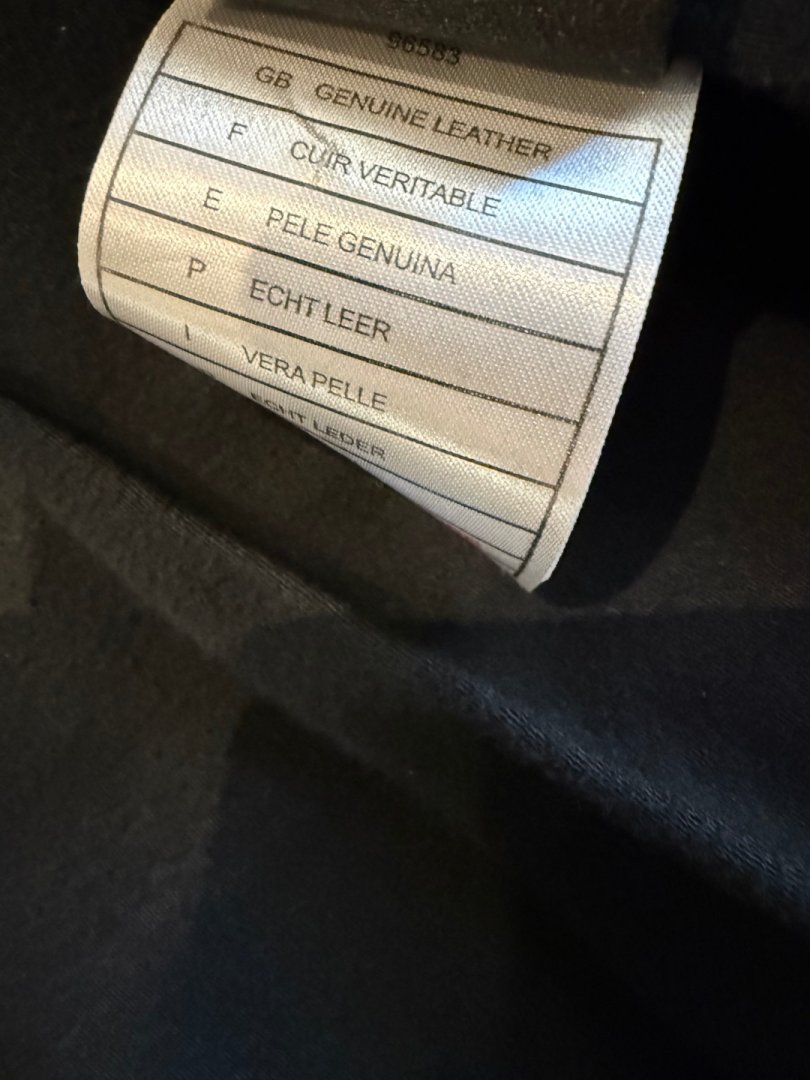 96583
GB GENUINE LEATHER
F CUIR VERITABLE
E PELE GENUINA
P ECHT LEER
I VERA PELLE
ECHT LEDER